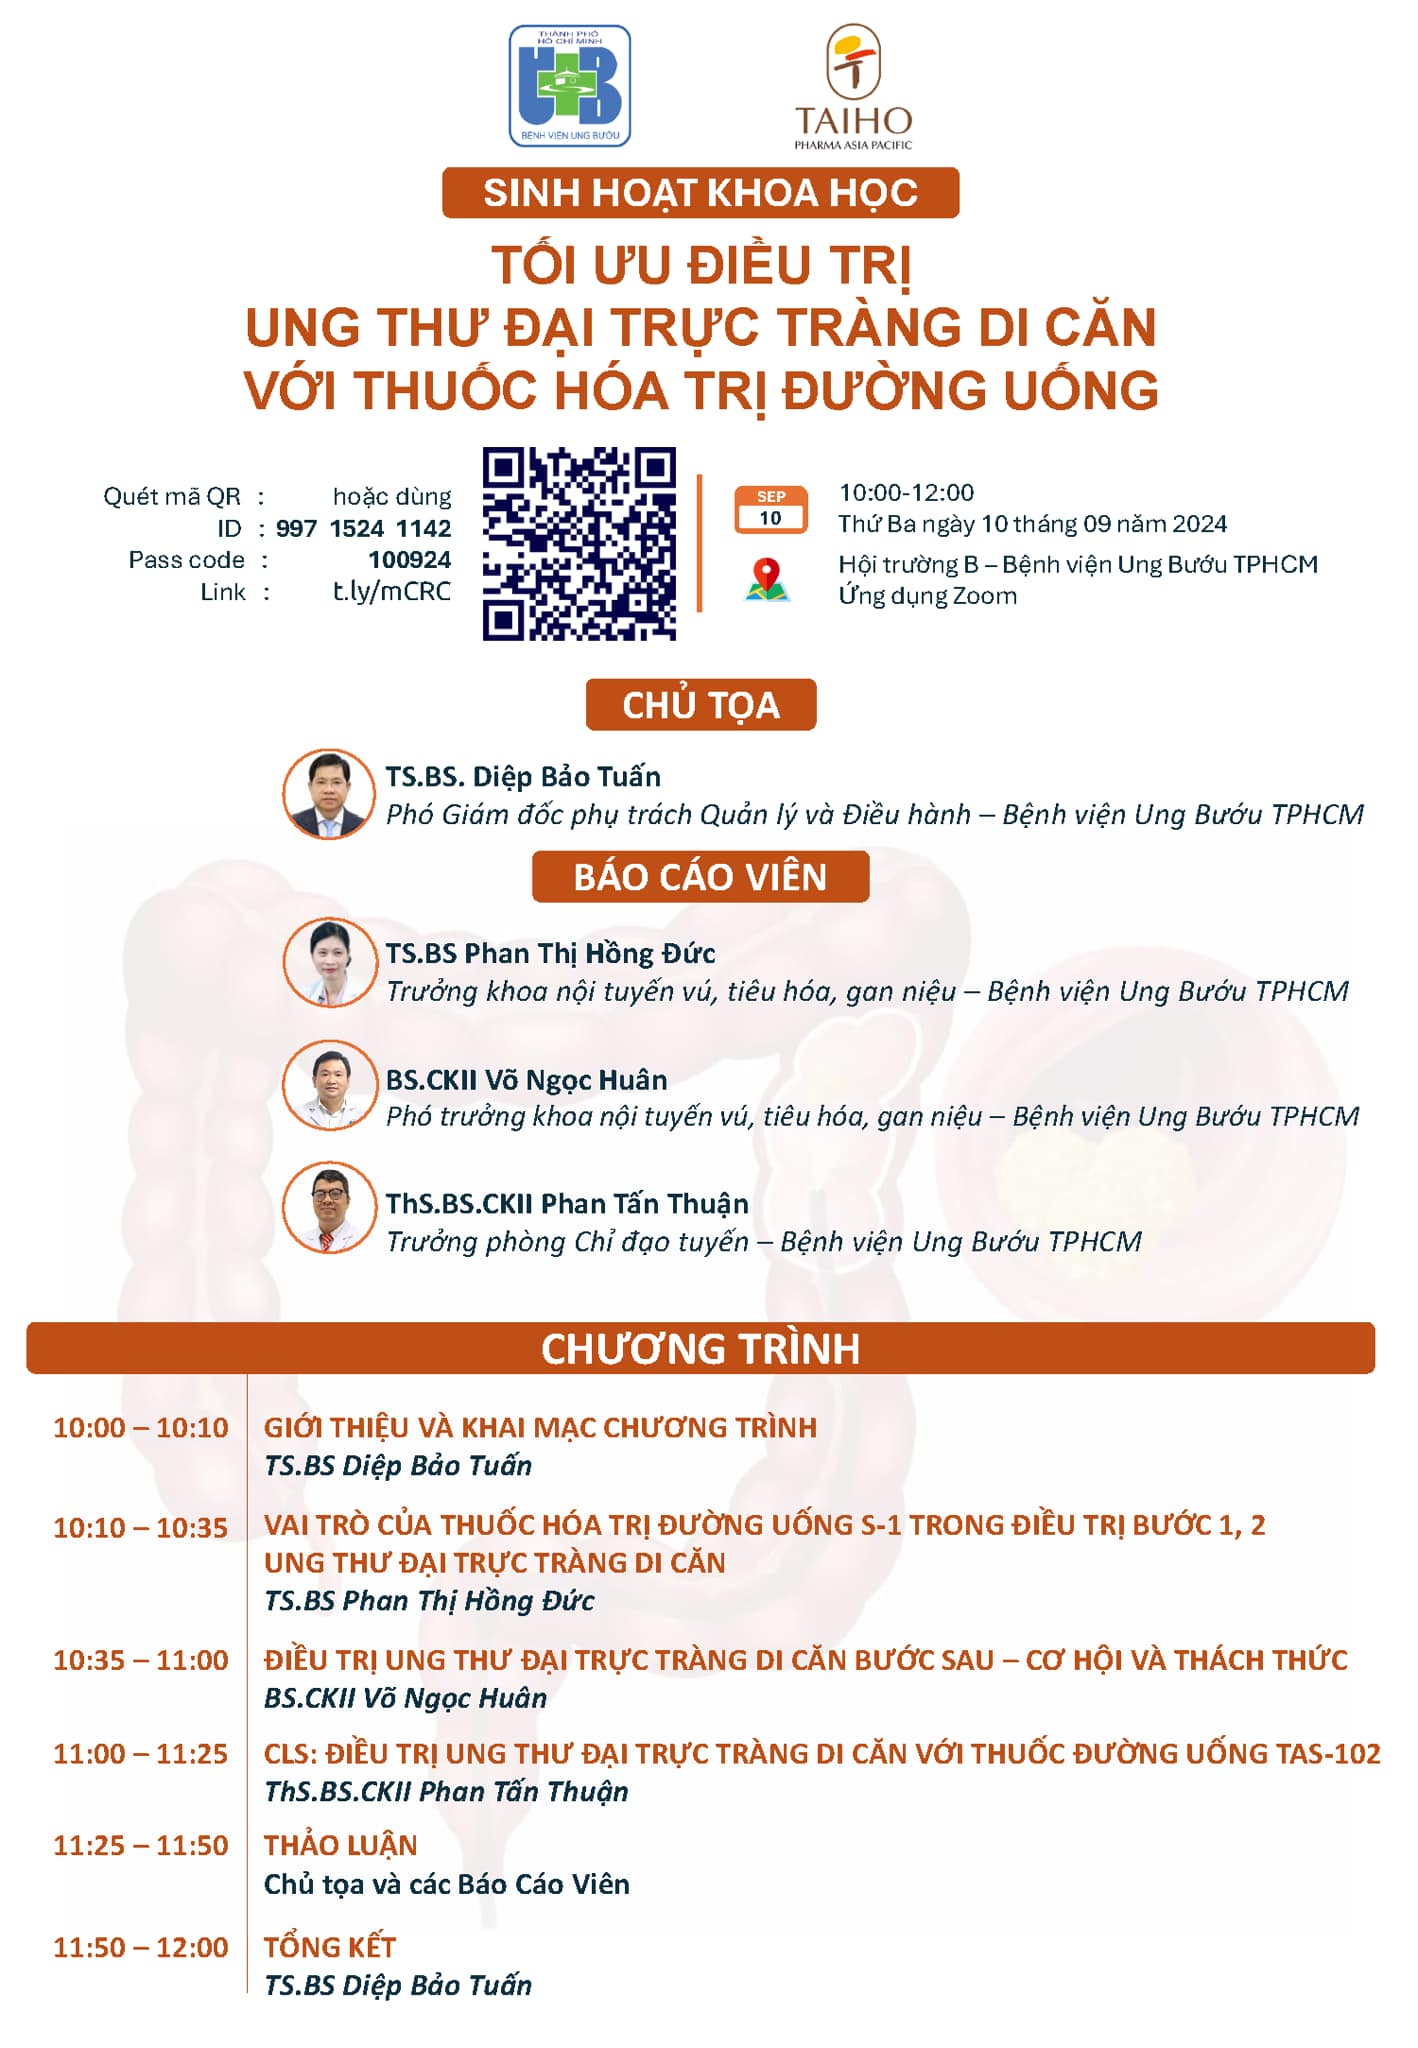 THÀNH PHỐ
HỒ CHÍ MINH
UB
BỆNH VIỆN UNG BƯỚU
TAIHO
PHARMA ASIA PACIFIC
SINH HOẠT KHOA HỌC
TỐI ƯU ĐIỀU TRỊ
UNG THƯ ĐẠI TRỰC TRÀNG DI CĂN
VỚI THUỐC HÓA TRỊ ĐƯỜNG UỐNG
Quét mã QR : hoặc dùng
ID : 997 1524 1142
Pass code : 100924
Link : t.ly/mCRC
SEP
10
10:00-12:00
Thứ Ba ngày 10 tháng 09 năm 2024
Hội trường B – Bệnh viện Ung Bướu TPHCM
Ứng dụng Zoom
CHỦ TỌA
TS.BS. Diệp Bảo Tuấn
Phó Giám đốc phụ trách Quản lý và Điều hành – Bệnh viện Ung Bướu TPHCM
BÁO CÁO VIÊN
TS.BS Phan Thị Hồng Đức
Trưởng khoa nội tuyến vú, tiêu hóa, gan niệu – Bệnh viện Ung Bướu TPHCM
BS.CKII Võ Ngọc Huân
Phó trưởng khoa nội tuyến vú, tiêu hóa, gan niệu – Bệnh viện Ung Bướu TPHCM
ThS.BS.CKII Phan Tấn Thuận
Trưởng phòng Chỉ đạo tuyến – Bệnh viện Ung Bướu TPHCM
CHƯƠNG TRÌNH
10:00 – 10:10 GIỚI THIỆU VÀ KHAI MẠC CHƯƠNG TRÌNH
TS.BS Diệp Bảo Tuấn
10:10 – 10:35 VAI TRÒ CỦA THUỐC HÓA TRỊ ĐƯỜNG UỐNG S-1 TRONG ĐIỀU TRỊ BƯỚC 1, 2
UNG THƯ ĐẠI TRỰC TRÀNG DI CĂN
TS.BS Phan Thị Hồng Đức
10:35 – 11:00 ĐIỀU TRỊ UNG THƯ ĐẠI TRỰC TRÀNG DI CĂN BƯỚC SAU – CƠ HỘI VÀ THÁCH THỨC
BS.CKII Võ Ngọc Huân
11:00 – 11:25 CLS: ĐIỀU TRỊ UNG THƯ ĐẠI TRỰC TRÀNG DI CĂN VỚI THUỐC ĐƯỜNG UỐNG TAS-102
ThS.BS.CKII Phan Tấn Thuận
11:25 – 11:50 THẢO LUẬN
Chủ tọa và các Báo Cáo Viên
11:50 – 12:00 TỔNG KẾT
TS.BS Diệp Bảo Tuấn